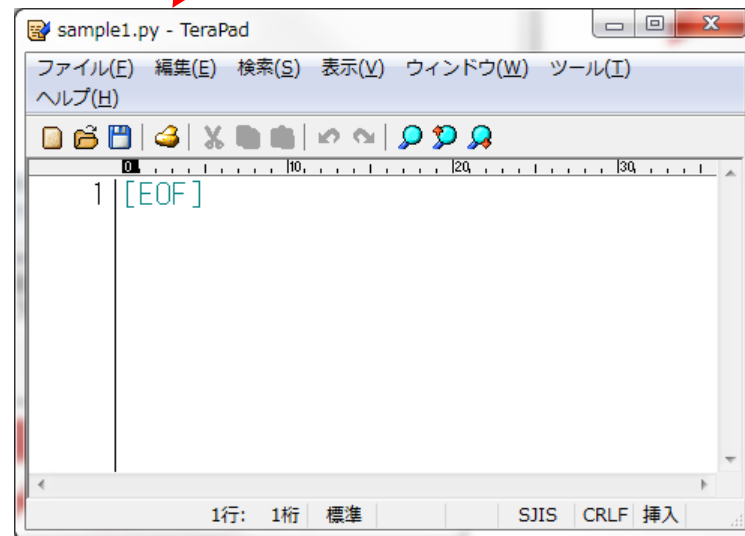 sample1.py - TeraPad
ファイル(F) 編集(E) 検索(S) 表示(V) ウィンドウ(W) ツール(T)
ヘルプ(H)
0 10 20 30
1 [EOF]
1行: 1桁 標準 SJIS CRLF 挿入